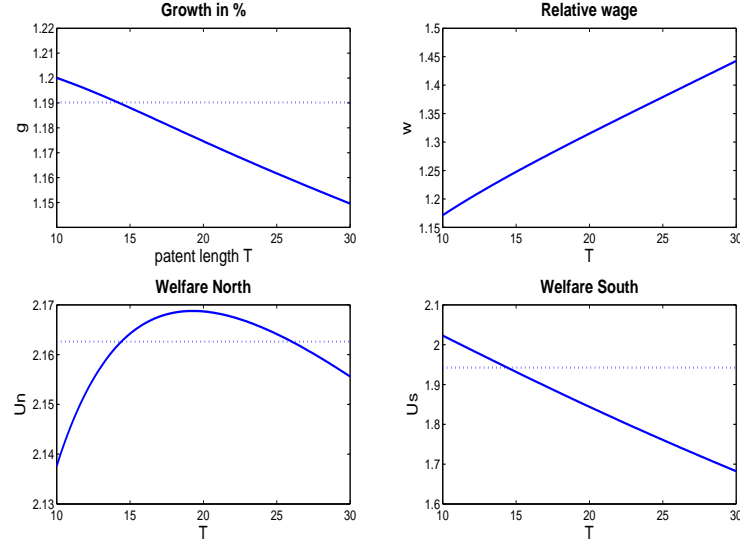 Growth in %
1.22
1.21
1.2
1.19
1.18
1.17
1.16
1.15
g
10 15 20 25 30
patent length T
Relative wage
1.5
1.45
1.4
1.35
1.3
1.25
1.2
1.15
w
10 15 20 25 30
T
Welfare North
2.17
2.16
2.15
2.14
2.13
Un
10 15 20 25 30
T
Welfare South
2.1
2
1.9
1.8
1.7
1.6
Us
10 15 20 25 30
T